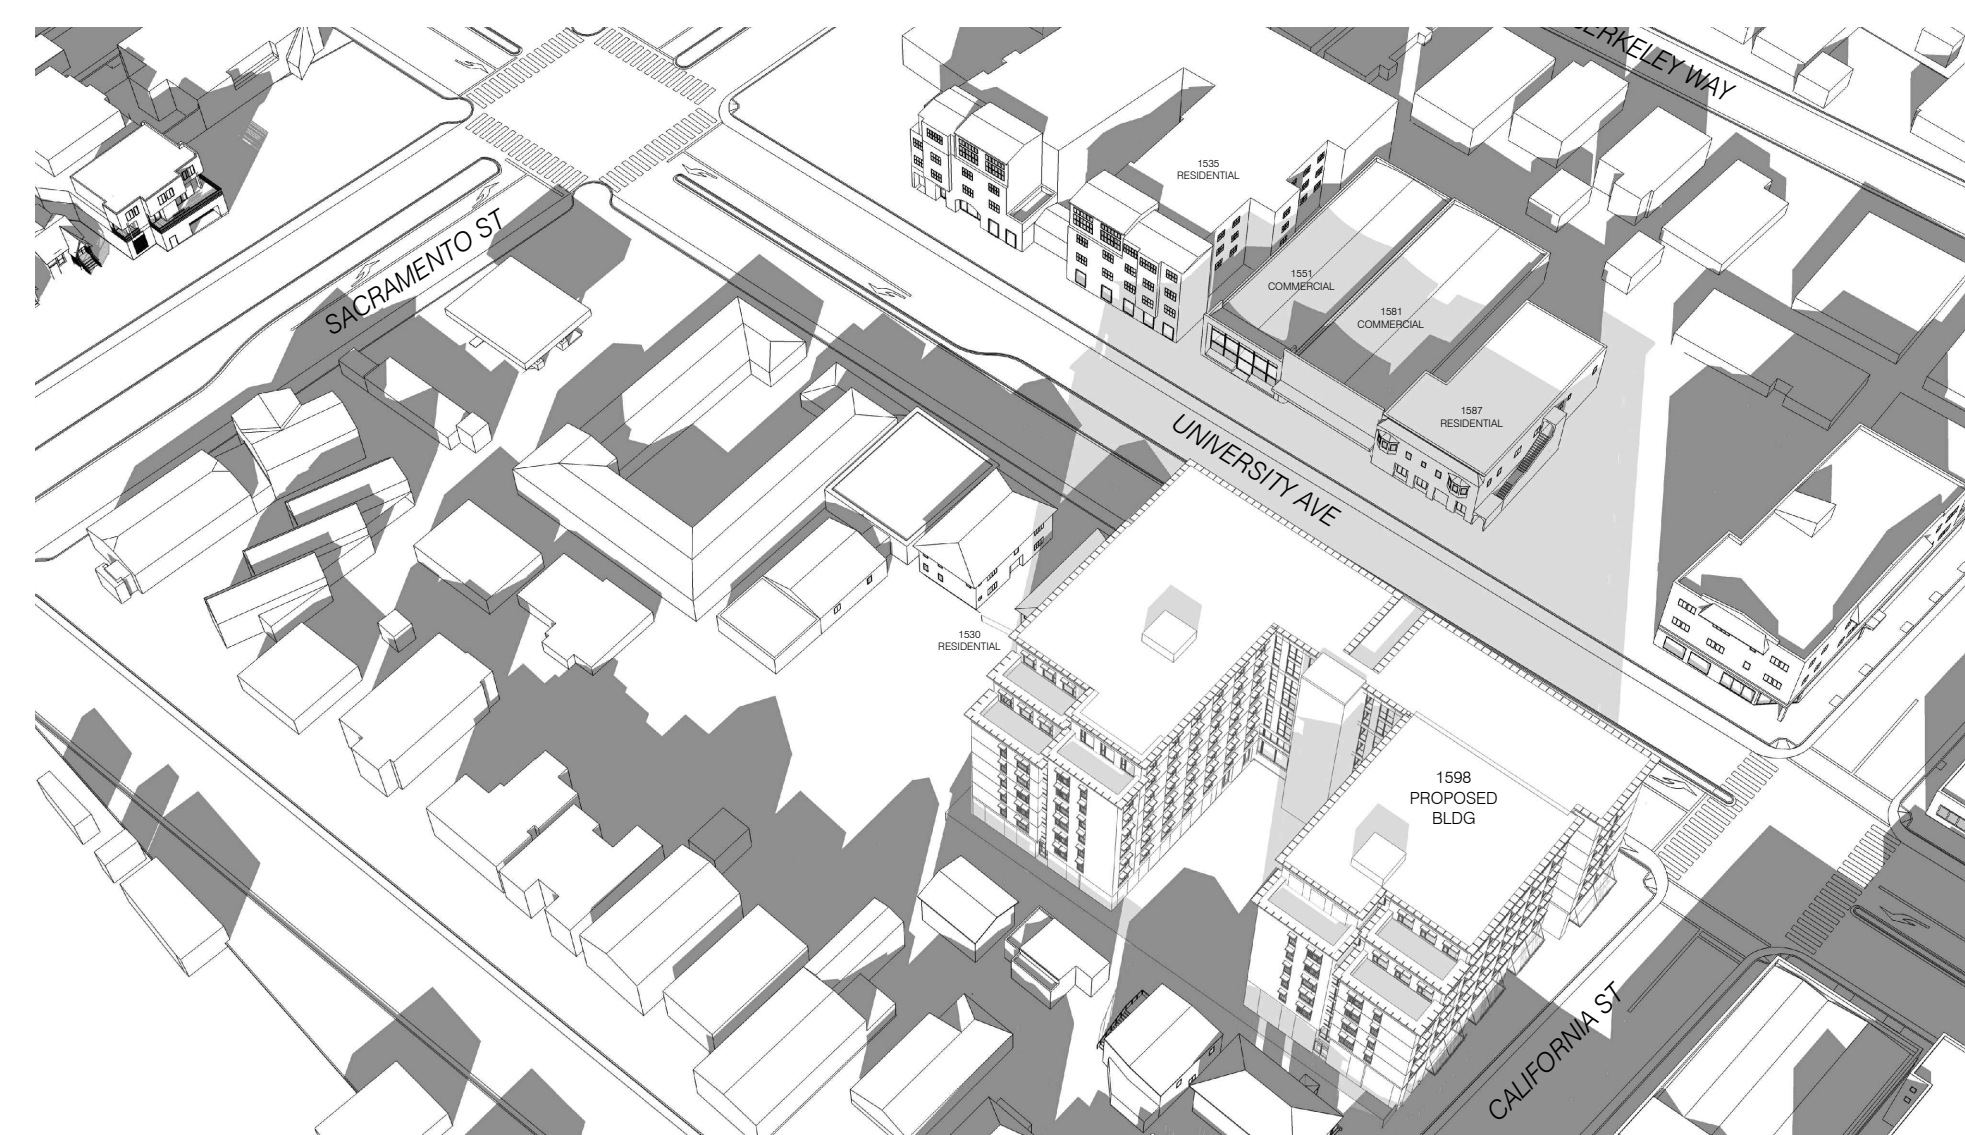 BERKELEY WAY
1535
RESIDENTIAL
SACRAMENTO ST
1551
COMMERCIAL
1581
COMMERCIAL
1587
RESIDENTIAL
UNIVERSITY AVE
1530
RESIDENTIAL
1598
PROPOSED
BLDG
CALIFORNIA ST